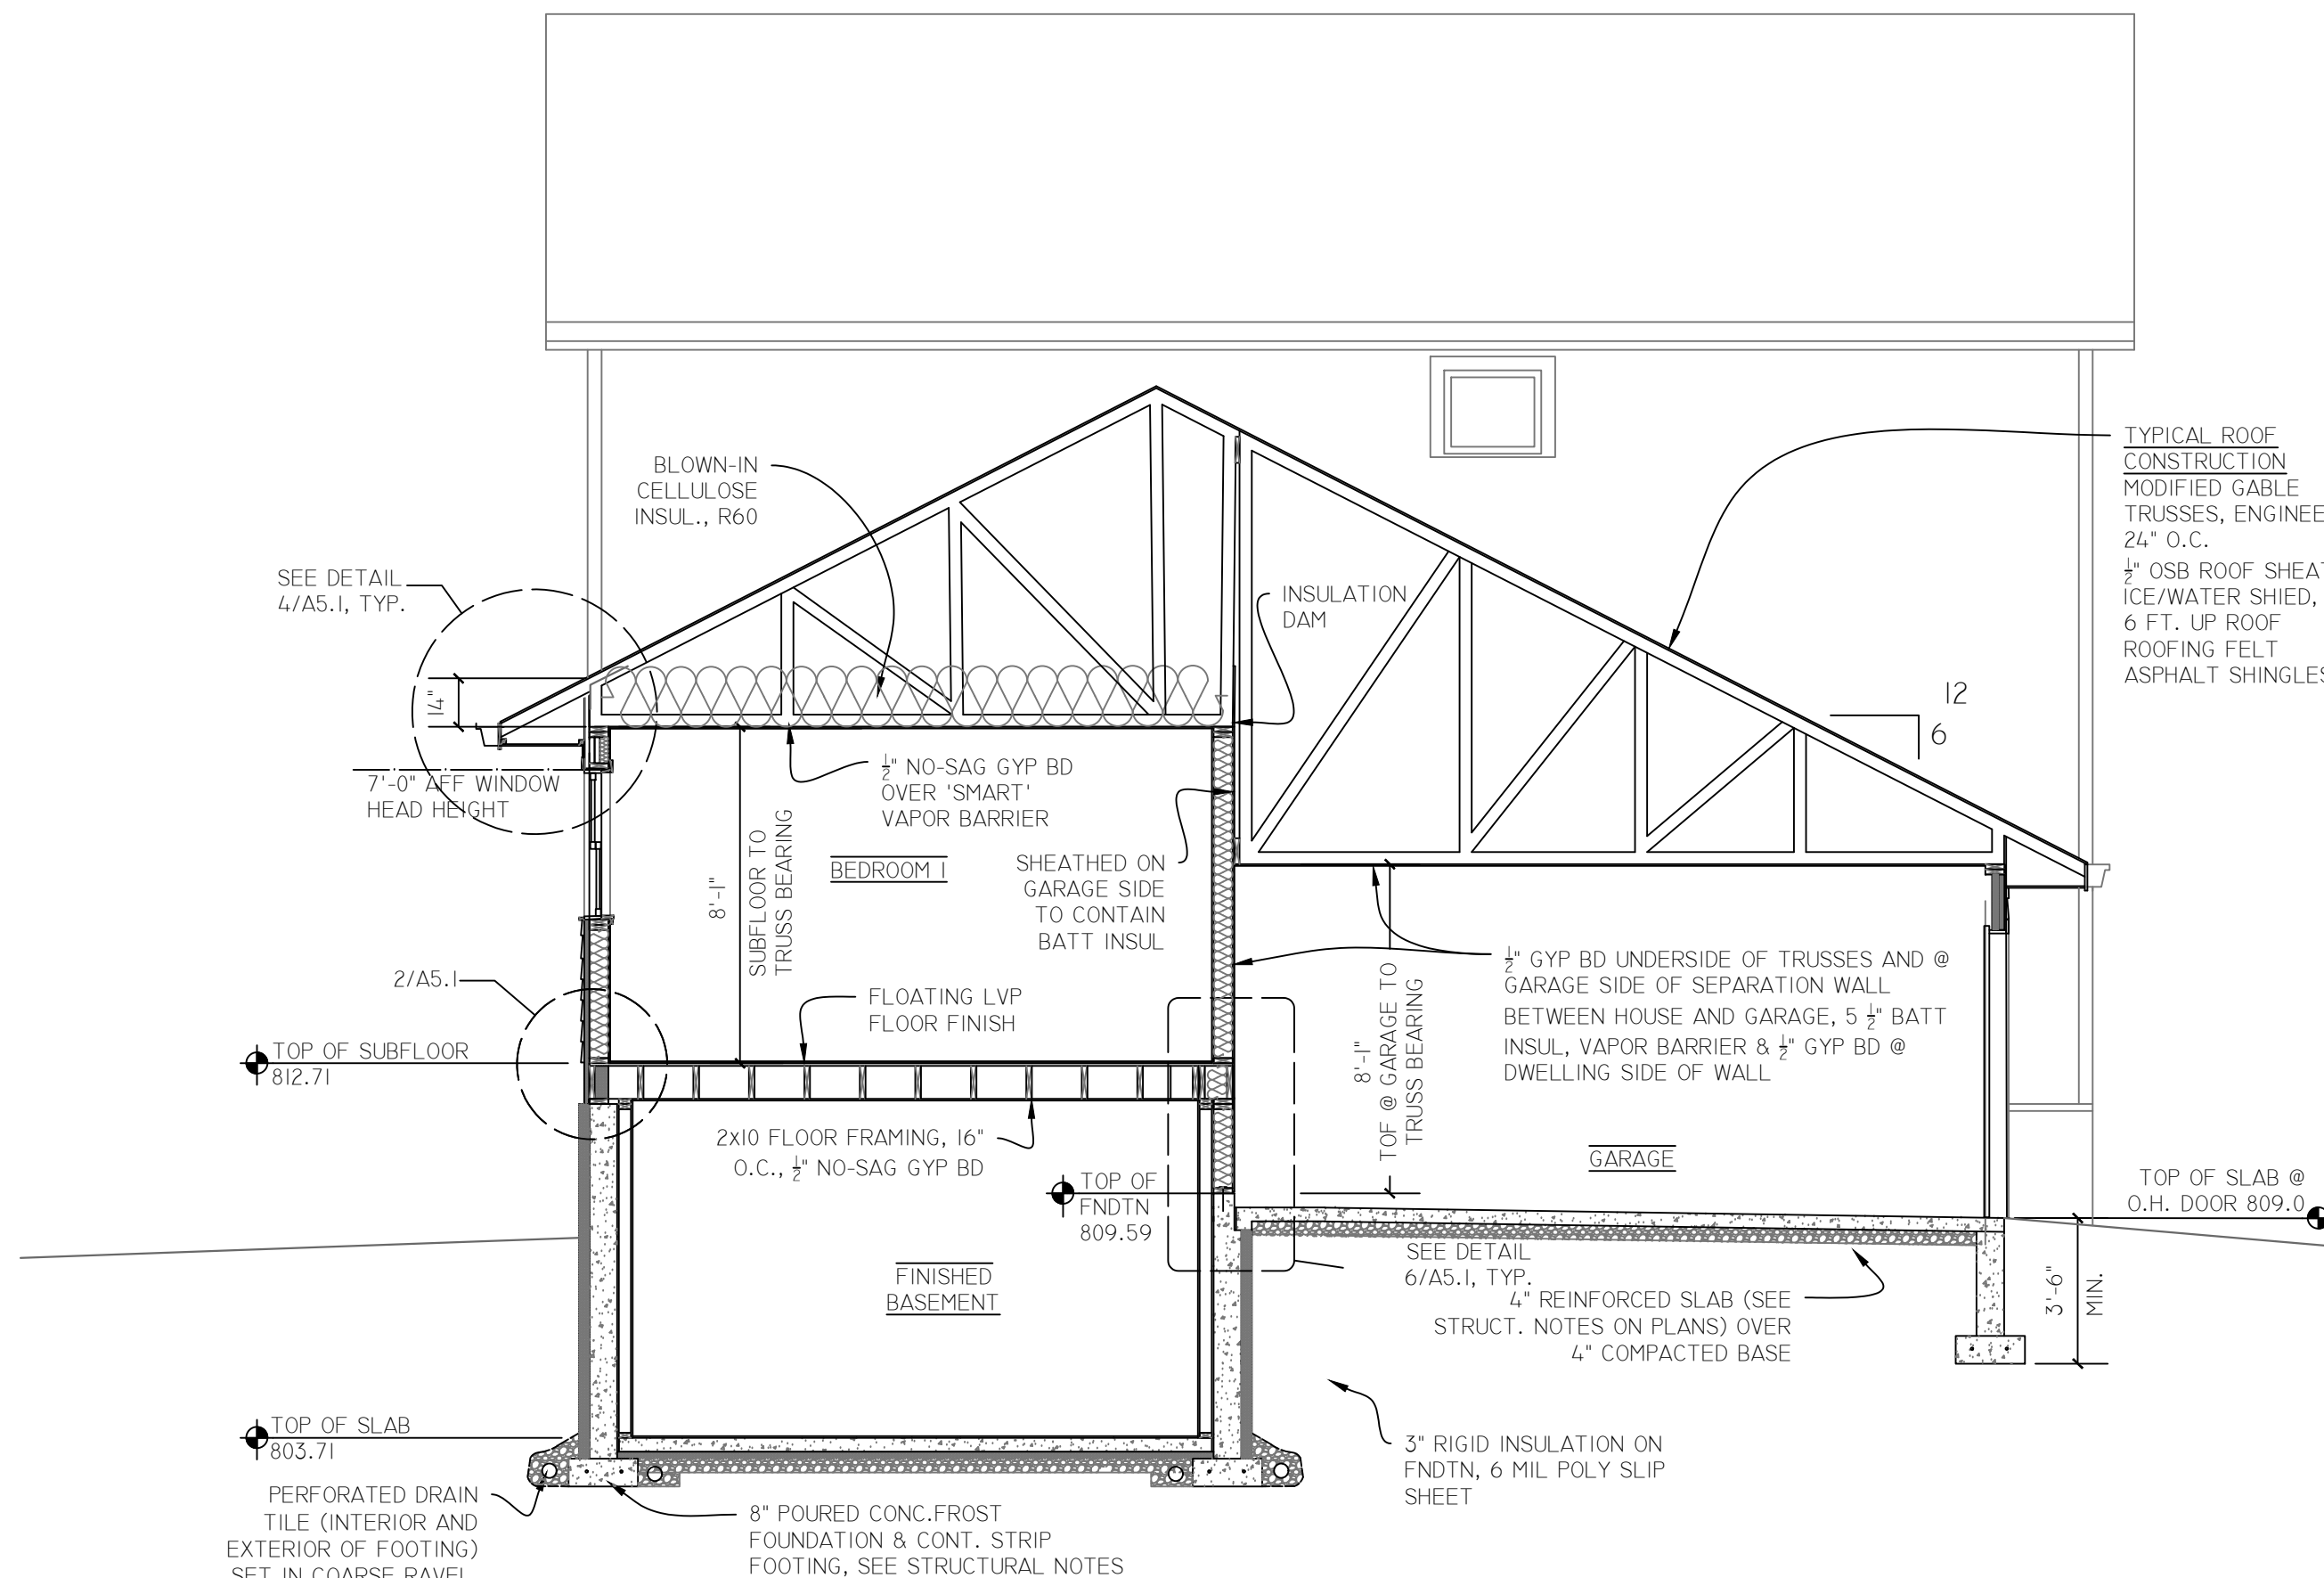 BLOWN-IN
CELLULOSE
INSUL., R60
TYPICAL ROOF
CONSTRUCTION
MODIFIED GABLE
TRUSSES, ENGINEE
24" O.C.
½" OSB ROOF SHEAT
ICE/WATER SHIED,
6 FT. UP ROOF
ROOFING FELT
ASPHALT SHINGLES
SEE DETAIL
4/A5.1, TYP.
INSULATION
DAM
14"
12
6
7'-0" AFF WINDOW
HEAD HEIGHT
½" NO-SAG GYP BD
OVER 'SMART'
VAPOR BARRIER
8'-1"
SUBFLOOR TO
TRUSS BEARING
BEDROOM 1
SHEATHED ON
GARAGE SIDE
TO CONTAIN
BATT INSUL
½" GYP BD UNDERSIDE OF TRUSSES AND @
GARAGE SIDE OF SEPARATION WALL
BETWEEN HOUSE AND GARAGE, 5 ½" BATT
INSUL, VAPOR BARRIER & ½" GYP BD @
DWELLING SIDE OF WALL
2/A5.1
FLOATING LVP
FLOOR FINISH
8'-1"
TOF @ GARAGE TO
TRUSS BEARING
TOP OF SUBFLOOR
812.71
2X10 FLOOR FRAMING, 16"
O.C., ½" NO-SAG GYP BD
GARAGE
TOP OF
FNDTN
809.59
TOP OF SLAB @
O.H. DOOR 809.0
SEE DETAIL
6/A5.1, TYP.
FINISHED
BASEMENT
4" REINFORCED SLAB (SEE
STRUCT. NOTES ON PLANS) OVER
4" COMPACTED BASE
3'-6"
MIN.
TOP OF SLAB
803.71
3" RIGID INSULATION ON
FNDTN, 6 MIL POLY SLIP
SHEET
PERFORATED DRAIN
TILE (INTERIOR AND
EXTERIOR OF FOOTING)
SET IN COARSE RAVEL
8" POURED CONC.FROST
FOUNDATION & CONT. STRIP
FOOTING, SEE STRUCTURAL NOTES